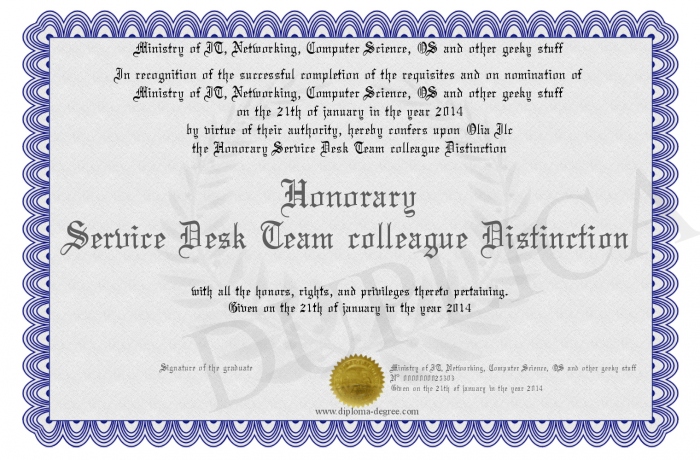 Ministry of IT, Networking, Computer Science, OS and other geeky stuff
In recognition of the successful completion of the requisites and on nomination of
Ministry of IT, Networking, Computer Science, OS and other geeky stuff
on the 21th of january in the year 2014
by virtue of their authority, hereby confers upon Olia Ilc
the Honorary Service Desk Team colleague Distinction
Honorary
Service Desk Team colleague Distinction
with all the honors, rights, and privileges thereto pertaining.
Given on the 21th of january in the year 2014
Signature of the graduate
Ministry of IT, Networking, Computer Science, OS and other geeky stuff
Nº 0000000023303
Given on the 21th of january in the year 2014
www.diploma-degree.com
DUPLICA